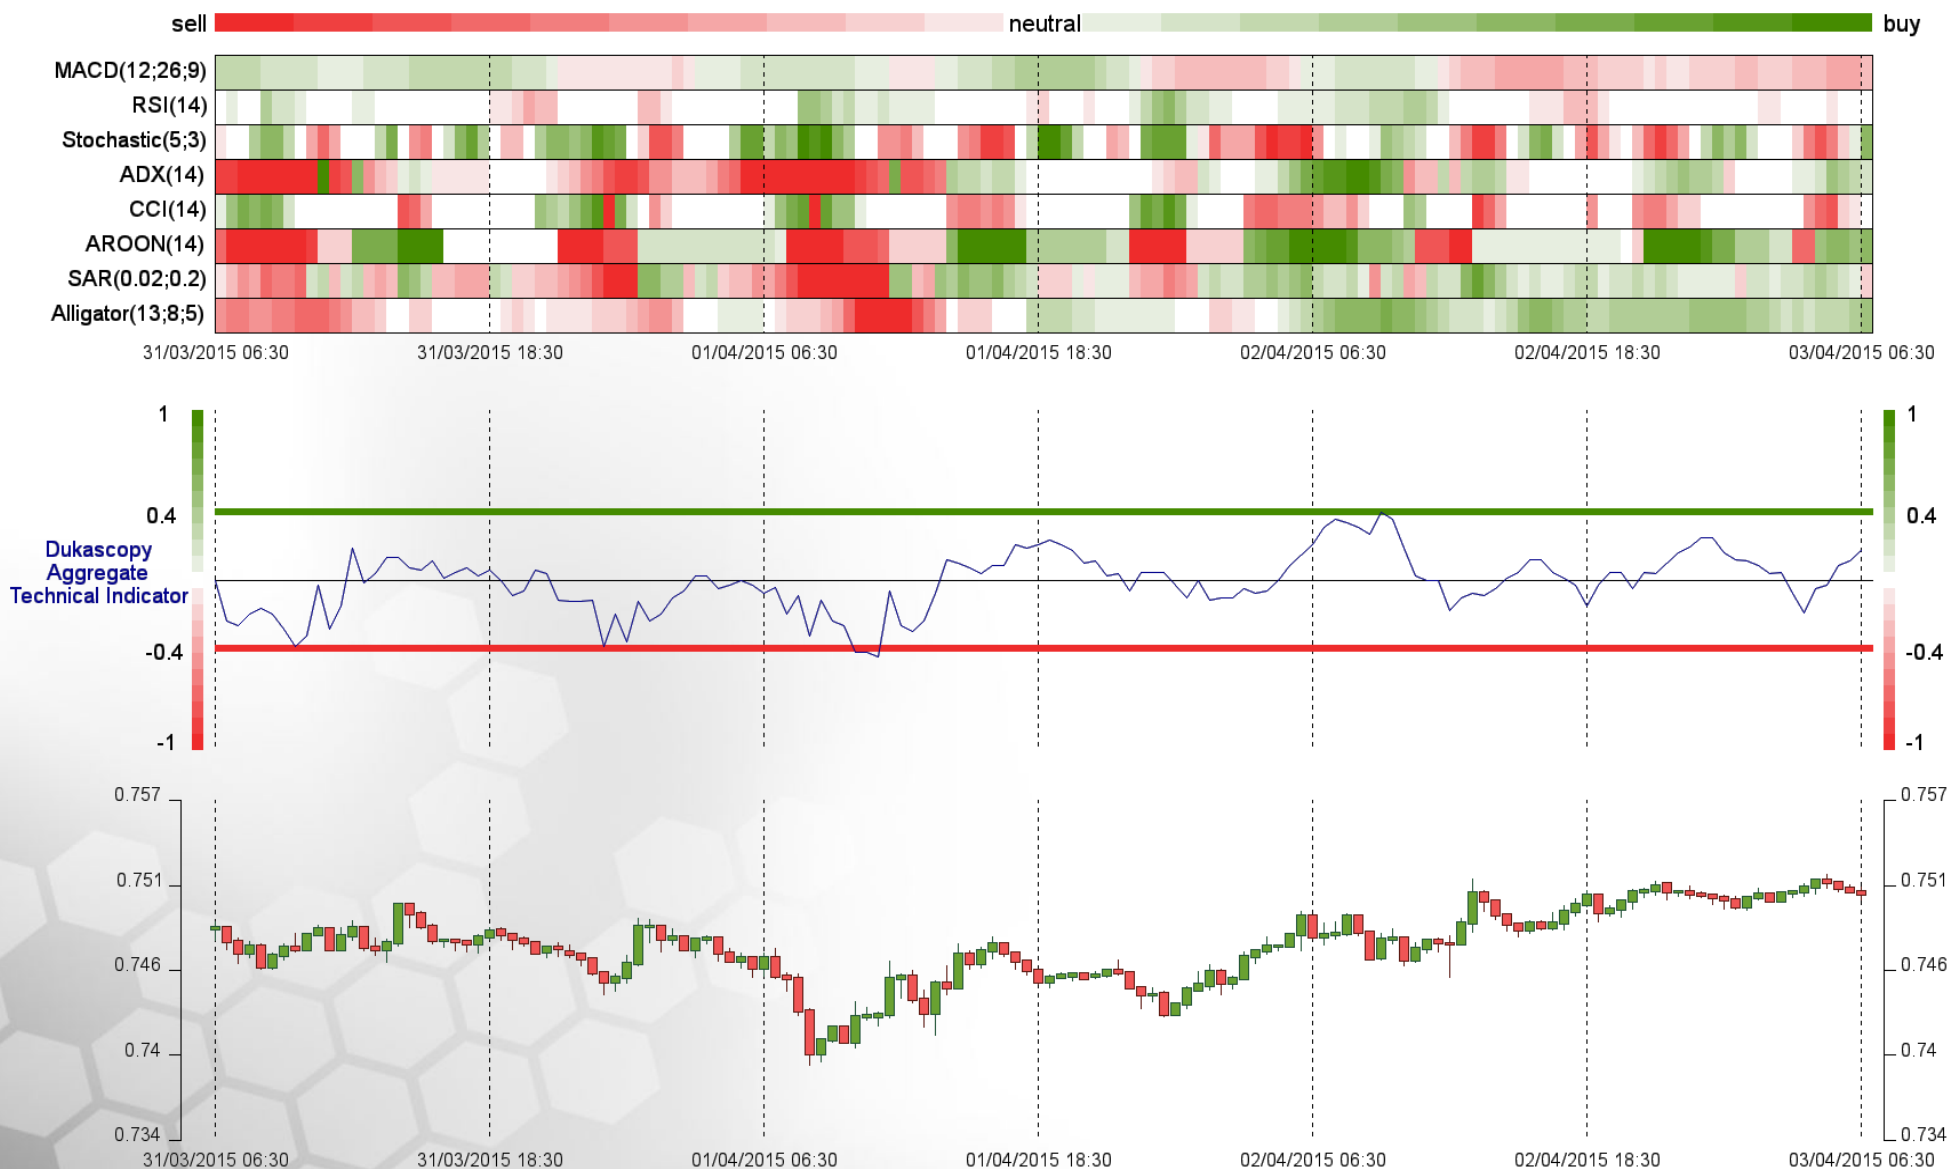 sell neutral buy
MACD(12;26;9)
RSI(14)
Stochastic(5;3)
ADX(14)
CCI(14)
AROON(14)
SAR(0.02;0.2)
Alligator(13;8;5)
31/03/2015 06:30 31/03/2015 18:30 01/04/2015 06:30 01/04/2015 18:30 02/04/2015 06:30 02/04/2015 18:30 03/04/2015 06:30
1 1
0.4 0.4
Dukascopy
Aggregate
Technical Indicator
-0.4 -0.4
-1 -1
0.757 0.757
0.751 0.751
0.746 0.746
0.74 0.74
0.734 0.734
31/03/2015 06:30 31/03/2015 18:30 01/04/2015 06:30 01/04/2015 18:30 02/04/2015 06:30 02/04/2015 18:30 03/04/2015 06:30